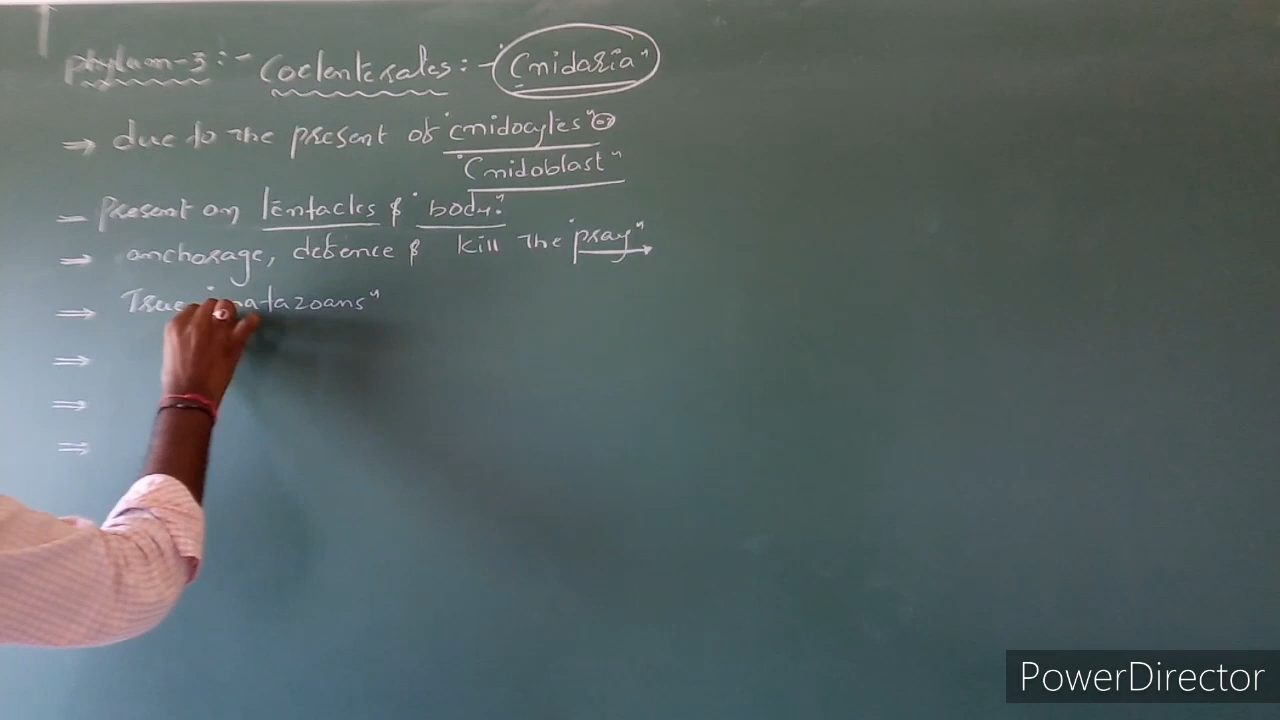 phylum-3:- Coelenterates:- "Cnidaria"
⇒ due to the present of "cnidocytes" or
"Cnidoblast"
- Present on tentacles & "body".
⇒ anchorage, defence & kill the "pray"
⇒ True "matazoans"
⇒
⇒
⇒
PowerDirector